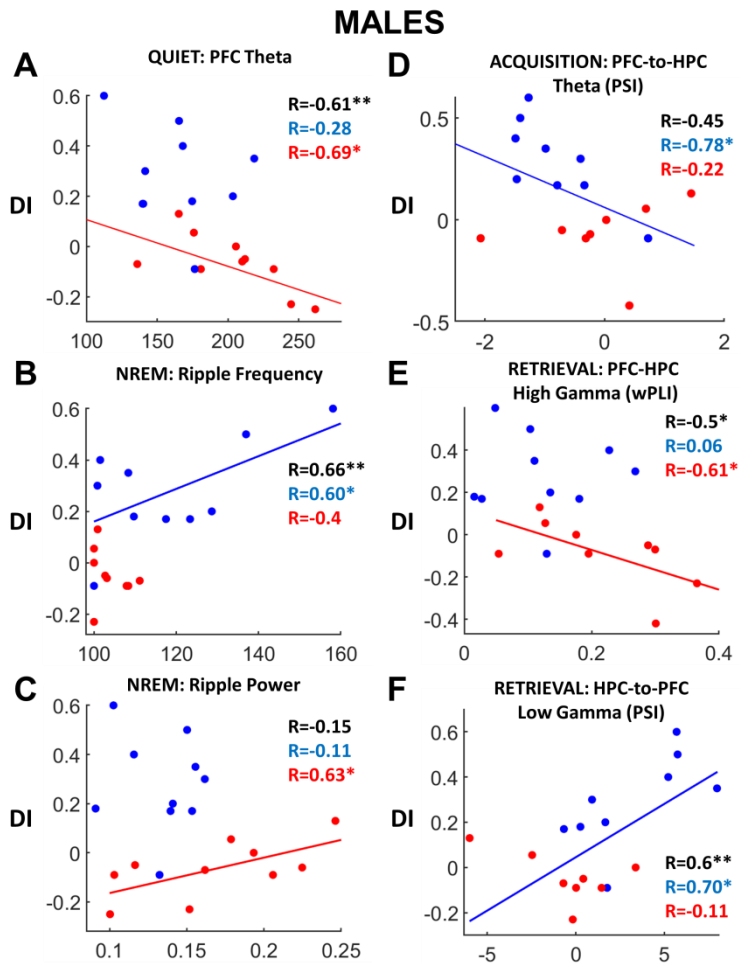 MALES
A
QUIET: PFC Theta
R=-0.61**
R=-0.28
R=-0.69*
DI
0.6
0.4
0.2
0
-0.2
100 150 200 250
B
NREM: Ripple Frequency
R=0.66**
R=0.60*
R=-0.4
DI
0.6
0.4
0.2
0
-0.2
100 120 140 160
C
NREM: Ripple Power
R=-0.15
R=-0.11
R=0.63*
DI
0.6
0.4
0.2
0
-0.2
0.1 0.15 0.2 0.25
D
ACQUISITION: PFC-to-HPC
Theta (PSI)
R=-0.45
R=-0.78*
R=-0.22
DI
0.5
0
-0.5
-2 0 2
E
RETRIEVAL: PFC-HPC
High Gamma (wPLI)
R=-0.5*
R=0.06
R=-0.61*
DI
0.6
0.4
0.2
0
-0.2
-0.4
0 0.2 0.4
F
RETRIEVAL: HPC-to-PFC
Low Gamma (PSI)
R=0.6**
R=0.70*
R=-0.11
DI
0.6
0.4
0.2
0
-0.2
-5 0 5